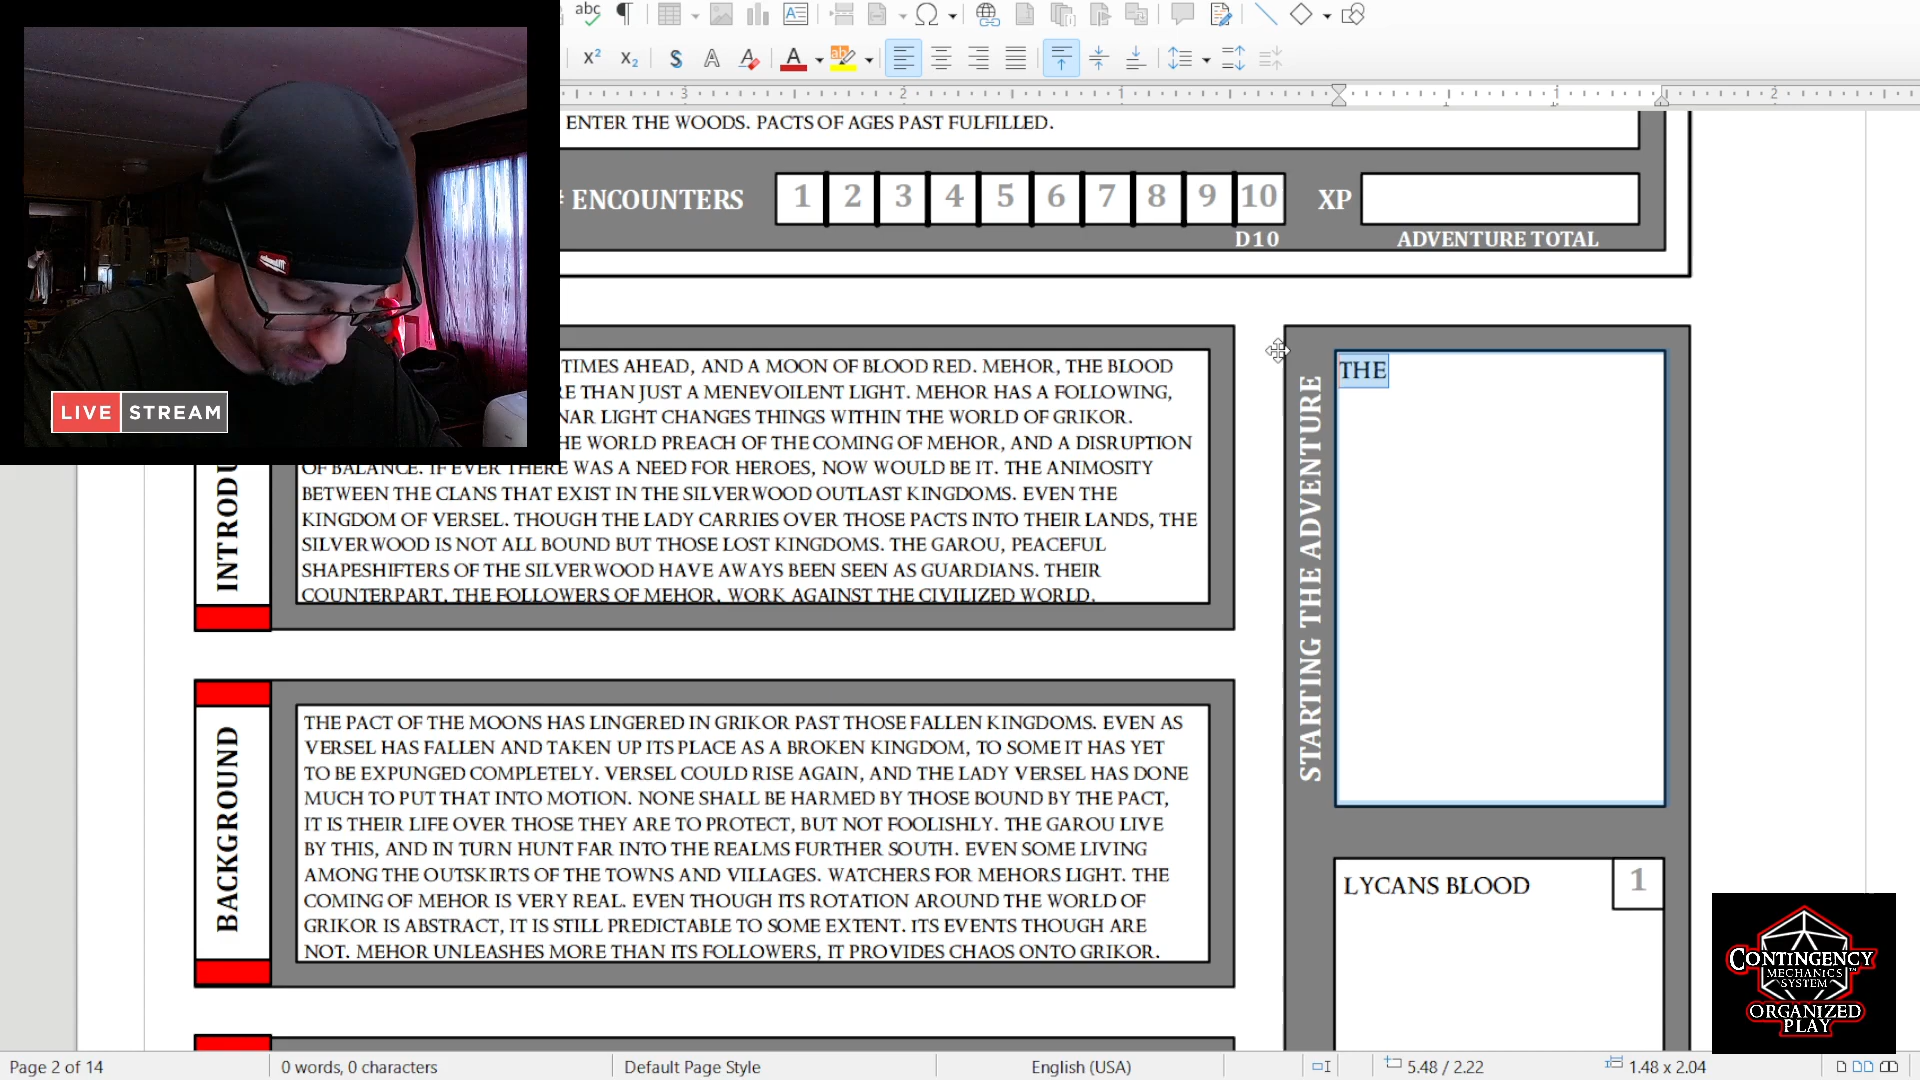 abc
X²
X₂
3
2
1
1
2
ENTER THE WOODS. PACTS OF AGES PAST FULFILLED.
ENCOUNTERS
1 2 3 4 5 6 7 8 9 10
D10
XP
ADVENTURE TOTAL
LIVE STREAM
INTRODU
TIMES AHEAD, AND A MOON OF BLOOD RED. MEHOR, THE BLOOD
RE THAN JUST A MENEVOILENT LIGHT. MEHOR HAS A FOLLOWING,
NAR LIGHT CHANGES THINGS WITHIN THE WORLD OF GRIKOR.
HE WORLD PREACH OF THE COMING OF MEHOR, AND A DISRUPTION
OF BALANCE. IF EVER THERE WAS A NEED FOR HEROES, NOW WOULD BE IT. THE ANIMOSITY
BETWEEN THE CLANS THAT EXIST IN THE SILVERWOOD OUTLAST KINGDOMS. EVEN THE
KINGDOM OF VERSEL. THOUGH THE LADY CARRIES OVER THOSE PACTS INTO THEIR LANDS, THE
SILVERWOOD IS NOT ALL BOUND BUT THOSE LOST KINGDOMS. THE GAROU, PEACEFUL
SHAPESHIFTERS OF THE SILVERWOOD HAVE AWAYS BEEN SEEN AS GUARDIANS. THEIR
COUNTERPART, THE FOLLOWERS OF MEHOR, WORK AGAINST THE CIVILIZED WORLD.
STARTING THE ADVENTURE
THE
BACKGROUND
THE PACT OF THE MOONS HAS LINGERED IN GRIKOR PAST THOSE FALLEN KINGDOMS. EVEN AS
VERSEL HAS FALLEN AND TAKEN UP ITS PLACE AS A BROKEN KINGDOM, TO SOME IT HAS YET
TO BE EXPUNGED COMPLETELY. VERSEL COULD RISE AGAIN, AND THE LADY VERSEL HAS DONE
MUCH TO PUT THAT INTO MOTION. NONE SHALL BE HARMED BY THOSE BOUND BY THE PACT,
IT IS THEIR LIFE OVER THOSE THEY ARE TO PROTECT, BUT NOT FOOLISHLY. THE GAROU LIVE
BY THIS, AND IN TURN HUNT FAR INTO THE REALMS FURTHER SOUTH. EVEN SOME LIVING
AMONG THE OUTSKIRTS OF THE TOWNS AND VILLAGES. WATCHERS FOR MEHORS LIGHT. THE
COMING OF MEHOR IS VERY REAL. EVEN THOUGH ITS ROTATION AROUND THE WORLD OF
GRIKOR IS ABSTRACT, IT IS STILL PREDICTABLE TO SOME EXTENT. ITS EVENTS THOUGH ARE
NOT. MEHOR UNLEASHES MORE THAN ITS FOLLOWERS, IT PROVIDES CHAOS ONTO GRIKOR.
LYCANS BLOOD
1
CONTINGENCY
MECHANICS
SYSTEM
ORGANIZED
PLAY
Page 2 of 14
0 words, 0 characters
Default Page Style
English (USA)
5.48 / 2.22
1.48 x 2.04